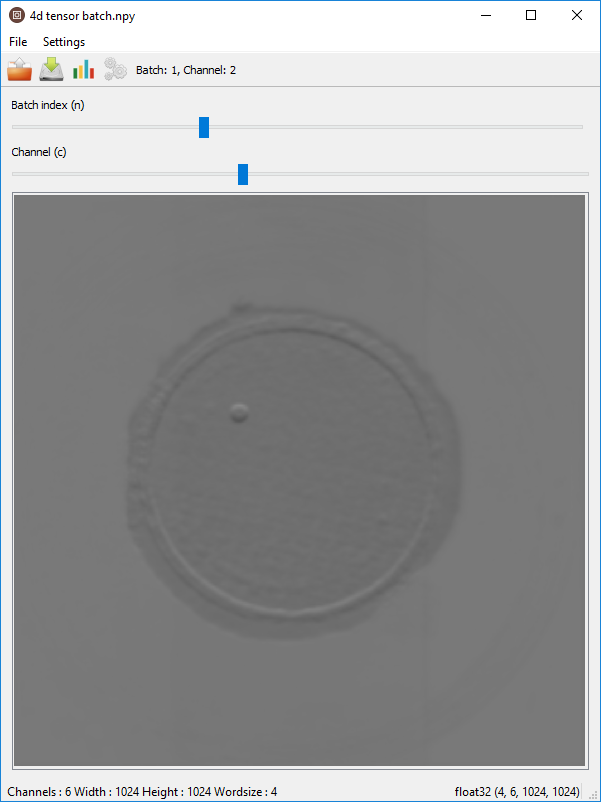 4d tensor batch.npy
File Settings
Batch: 1, Channel: 2
Batch index (n)
Channel (c)
Channels : 6 Width : 1024 Height : 1024 Wordsize : 4 float32 (4, 6, 1024, 1024)